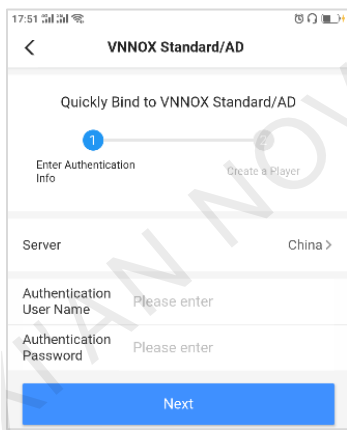 17:51
VNNOX Standard/AD
Quickly Bind to VNNOX Standard/AD
1
2
Enter Authentication
Info
Create a Player
Server
China >
Authentication
User Name
Please enter
Authentication
Password
Please enter
Next